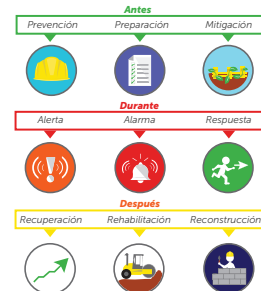 Antes
Prevención Preparación Mitigación
Durante
Alerta Alarma Respuesta
Después
Recuperación Rehabilitación Reconstrucción